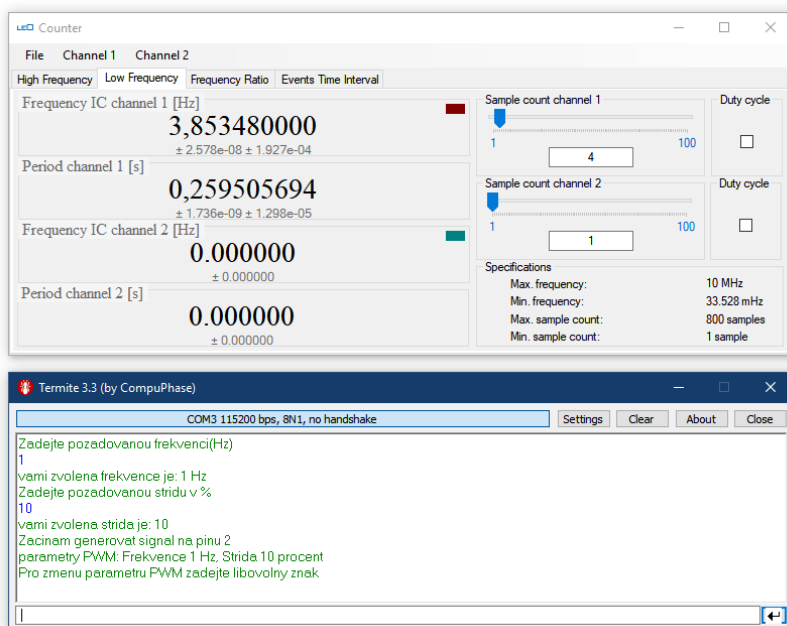 LEO Counter
File Channel 1 Channel 2
High Frequency Low Frequency Frequency Ratio Events Time Interval
Frequency IC channel 1 [Hz]
3,853480000
± 2.578e-08 ± 1.927e-04
Period channel 1 [s]
0,259505694
± 1.736e-09 ± 1.298e-05
Frequency IC channel 2 [Hz]
0.000000
± 0.000000
Period channel 2 [s]
0.000000
± 0.000000
Sample count channel 1
1 100
4
Duty cycle
Sample count channel 2
1 100
1
Duty cycle
Specifications
Max. frequency: 10 MHz
Min. frequency: 33.528 mHz
Max. sample count: 800 samples
Min. sample count: 1 sample
Termite 3.3 (by CompuPhase)
COM3 115200 bps, 8N1, no handshake Settings Clear About Close
Zadejte pozadovanou frekvenci(Hz)
1
vami zvolena frekvence je: 1 Hz
Zadejte pozadovanou stridu v %
10
vami zvolena strida je: 10
Zacinam generovat signal na pinu 2
parametry PWM: Frekvence 1 Hz, Strida 10 procent
Pro zmenu parametru PWM zadejte libovolny znak